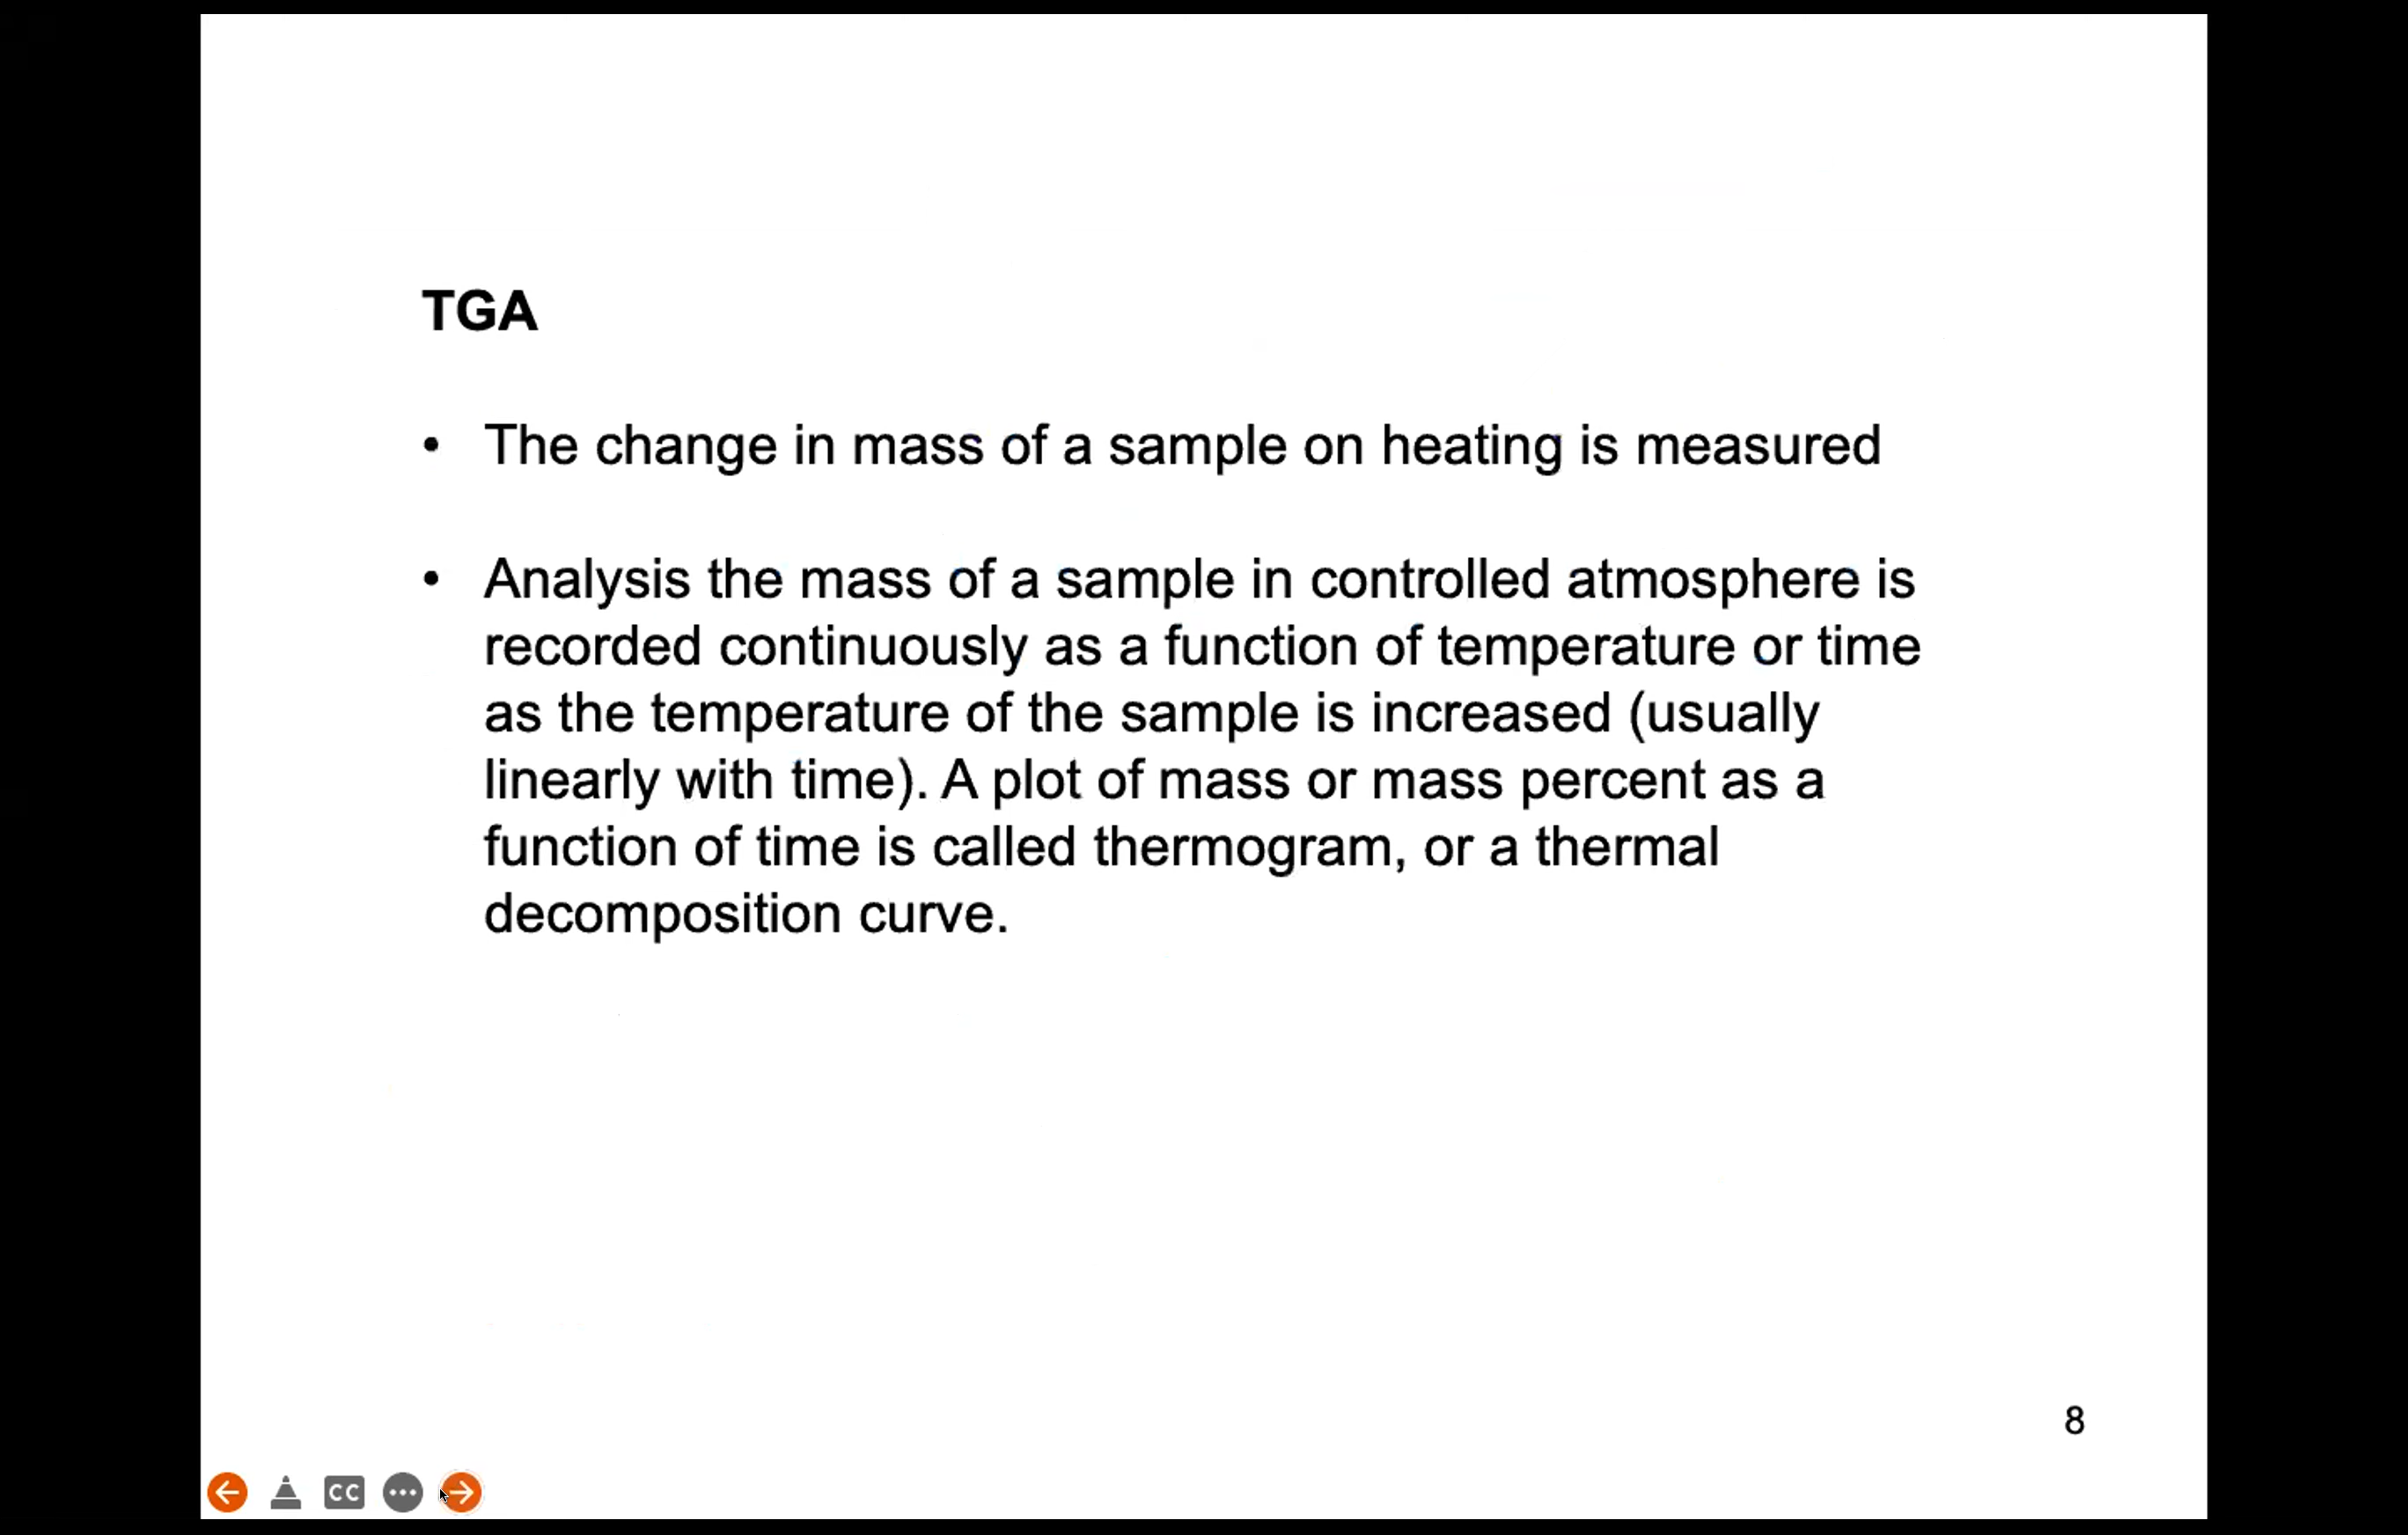 TGA
• The change in mass of a sample on heating is measured
• Analysis the mass of a sample in controlled atmosphere is
recorded continuously as a function of temperature or time
as the temperature of the sample is increased (usually
linearly with time). A plot of mass or mass percent as a
function of time is called thermogram, or a thermal
decomposition curve.
8
CC